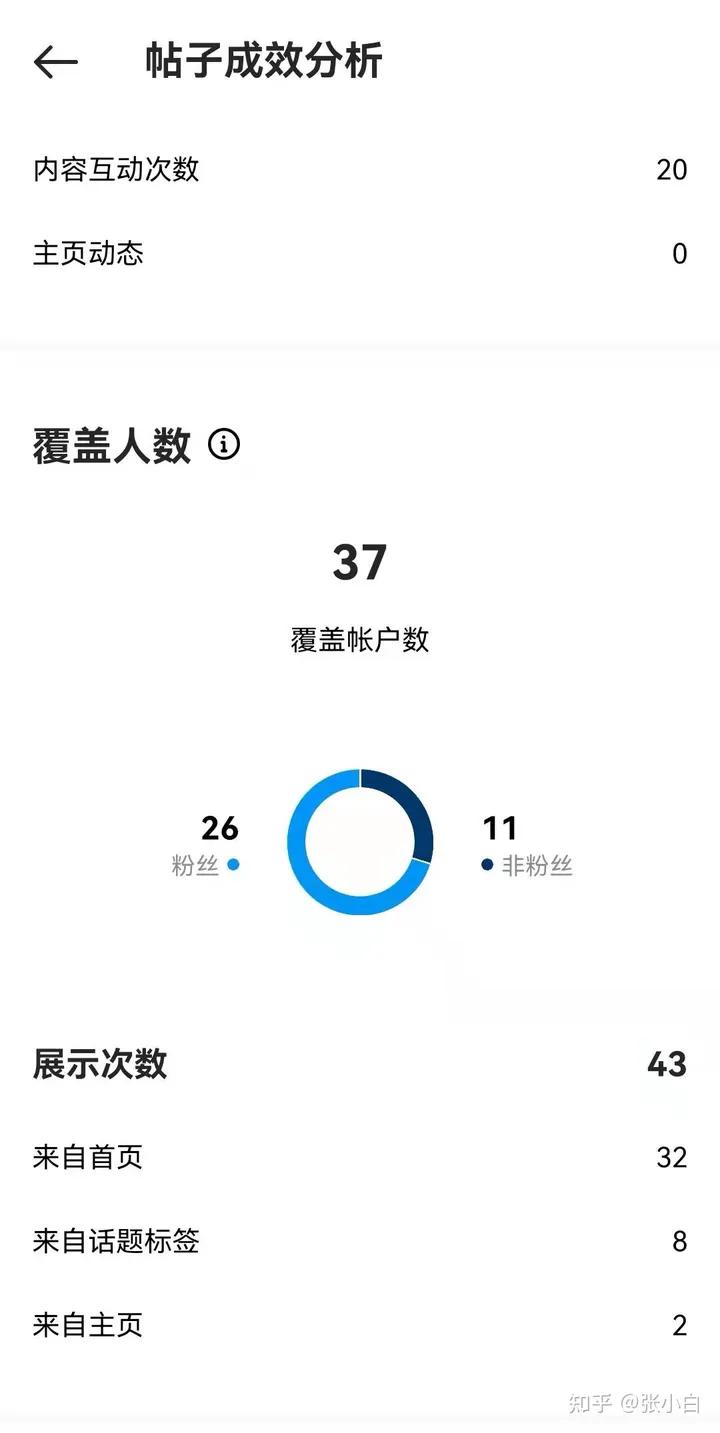 帖子成效分析
内容互动次数 20
主页动态 0
覆盖人数
37
覆盖帐户数
26 11
粉丝 非粉丝
展示次数 43
来自首页 32
来自话题标签 8
来自主页 2
知乎 @张小白